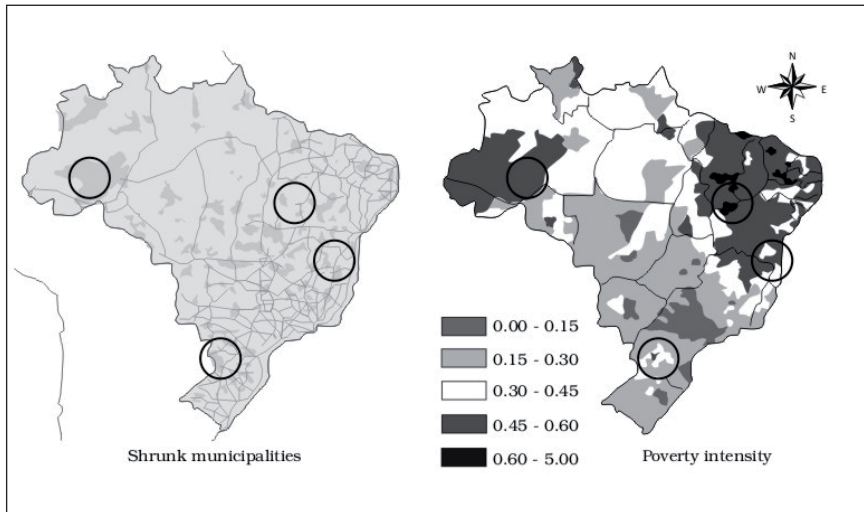 N
W E
S
0.00 - 0.15
0.15 - 0.30
0.30 - 0.45
0.45 - 0.60
0.60 - 5.00
Shrunk municipalities
Poverty intensity